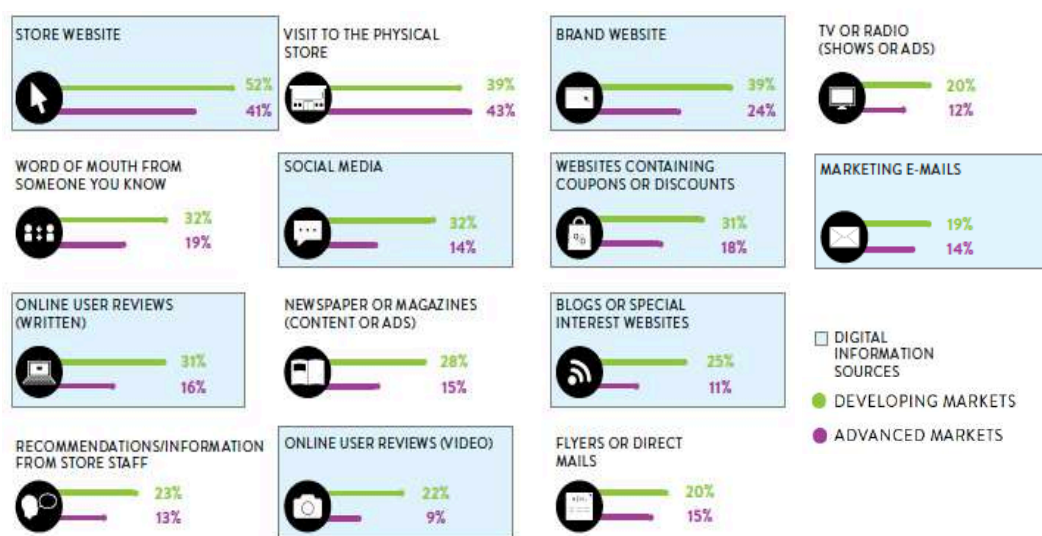 STORE WEBSITE
52%
41%
VISIT TO THE PHYSICAL
STORE
39%
43%
BRAND WEBSITE
39%
24%
TV OR RADIO
(SHOWS OR ADS)
20%
12%
WORD OF MOUTH FROM
SOMEONE YOU KNOW
32%
19%
SOCIAL MEDIA
32%
14%
WEBSITES CONTAINING
COUPONS OR DISCOUNTS
31%
18%
MARKETING E-MAILS
19%
14%
ONLINE USER REVIEWS
(WRITTEN)
31%
16%
NEWSPAPER OR MAGAZINES
(CONTENT OR ADS)
28%
15%
BLOGS OR SPECIAL
INTEREST WEBSITES
25%
11%
DIGITAL
INFORMATION
SOURCES
DEVELOPING MARKETS
ADVANCED MARKETS
RECOMMENDATIONS/INFORMATION
FROM STORE STAFF
23%
13%
ONLINE USER REVIEWS (VIDEO)
22%
9%
FLYERS OR DIRECT
MAILS
20%
15%